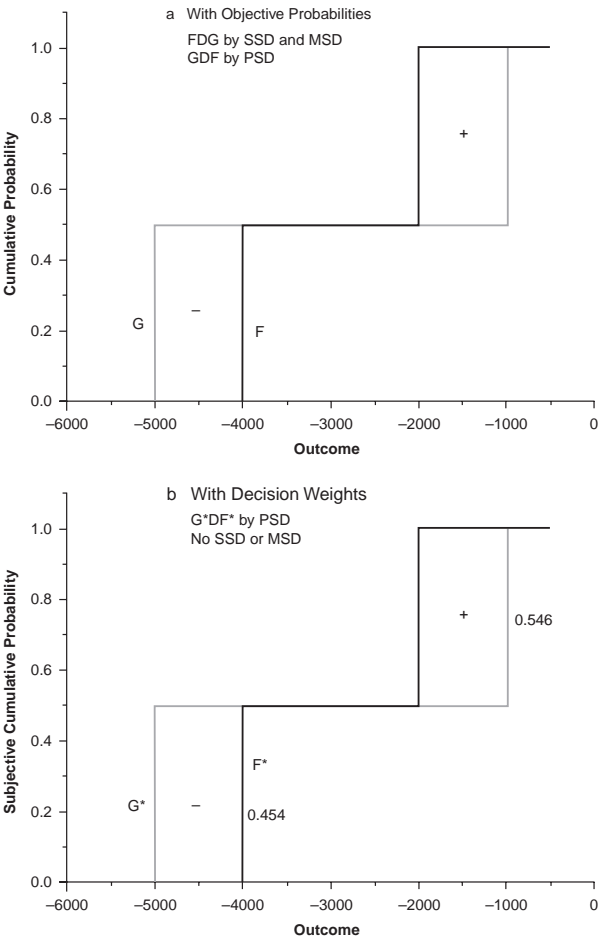 a With Objective Probabilities
FDG by SSD and MSD
GDF by PSD
Cumulative Probability
1.0
0.8
0.6
0.4
0.2
0.0
+
–
G
F
–6000 –5000 –4000 –3000 –2000 –1000 0
Outcome
b With Decision Weights
G*DF* by PSD
No SSD or MSD
Subjective Cumulative Probability
1.0
0.8
0.6
0.4
0.2
0.0
+
0.546
F*
G*
–
0.454
–6000 –5000 –4000 –3000 –2000 –1000 0
Outcome